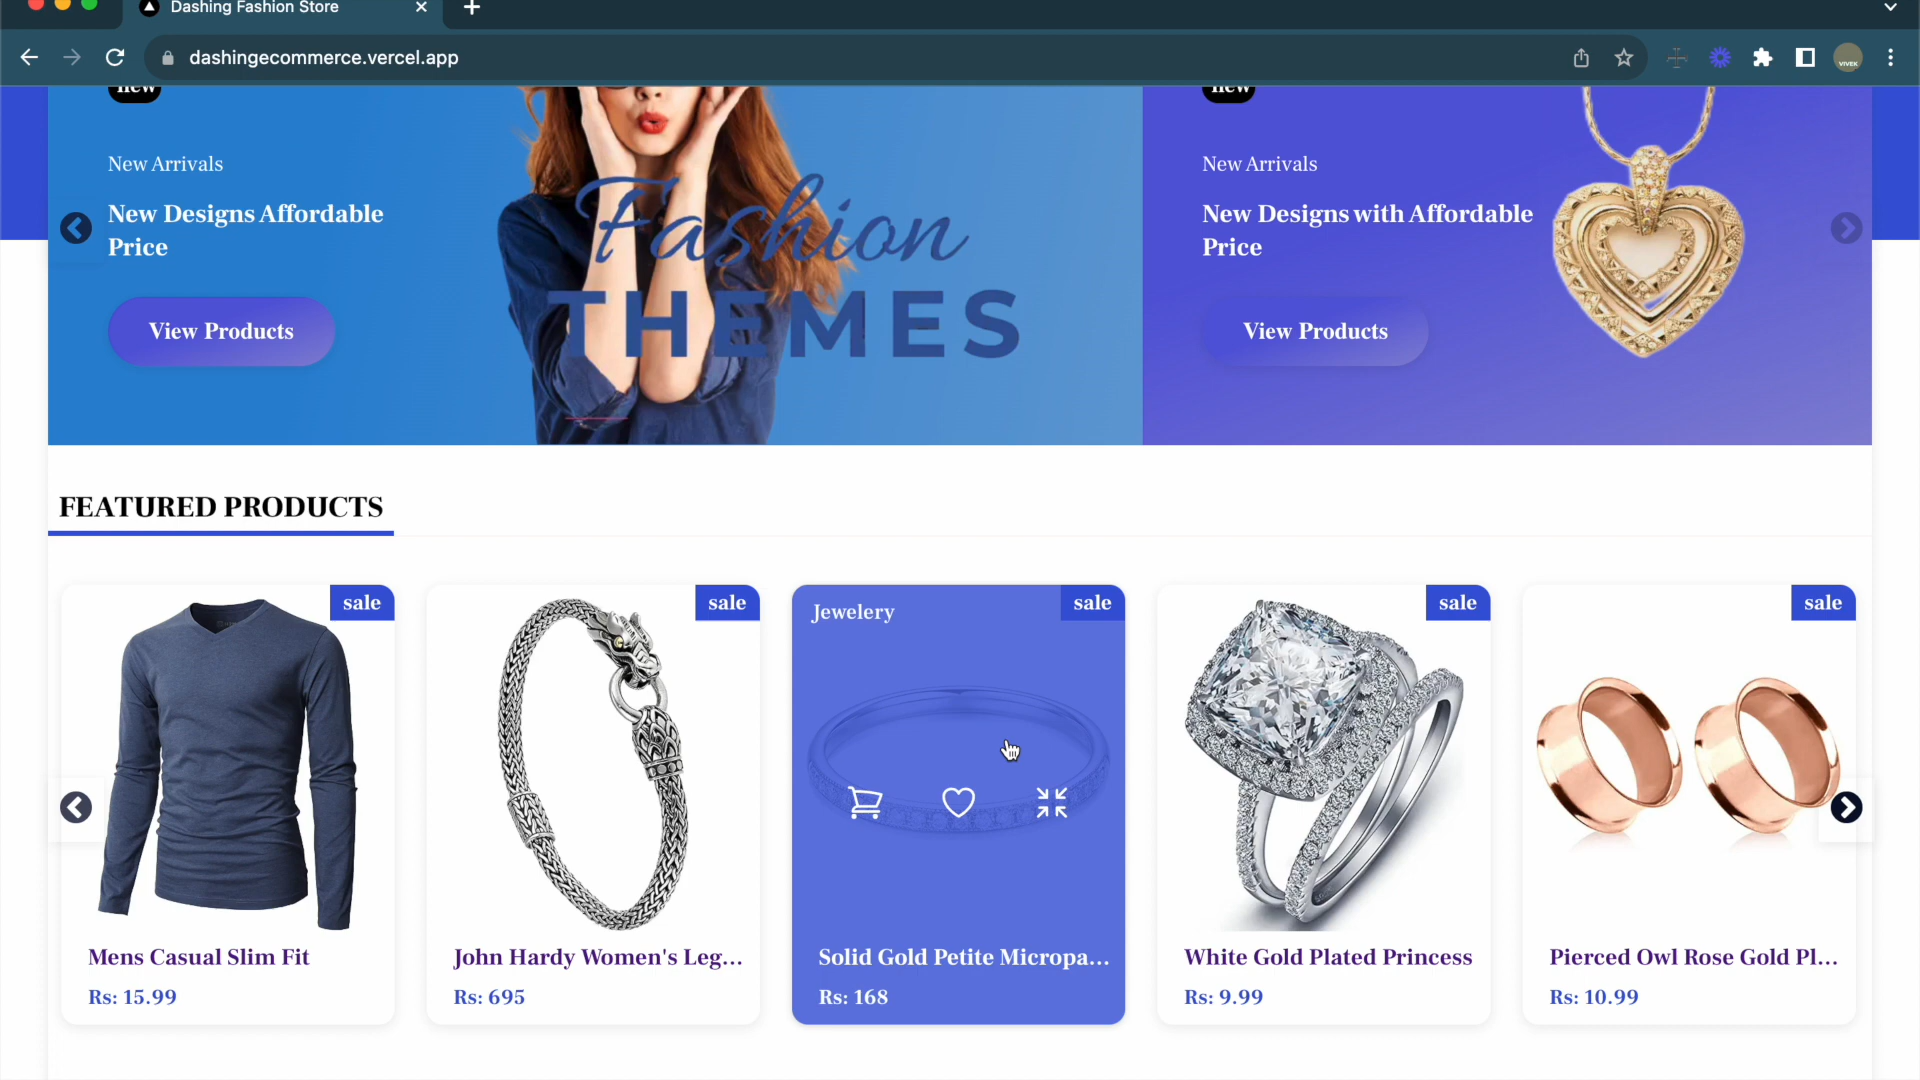 Dashing Fashion Store
dashingecommerce.vercel.app
VIVEK
new
New Arrivals
New Designs Affordable
Price
View Products
Fashion
THEMES
new
New Arrivals
New Designs with Affordable
Price
View Products
FEATURED PRODUCTS
sale
Mens Casual Slim Fit
Rs: 15.99
sale
John Hardy Women's Leg...
Rs: 695
Jewelery
sale
Solid Gold Petite Micropa...
Rs: 168
sale
White Gold Plated Princess
Rs: 9.99
sale
Pierced Owl Rose Gold Pl...
Rs: 10.99